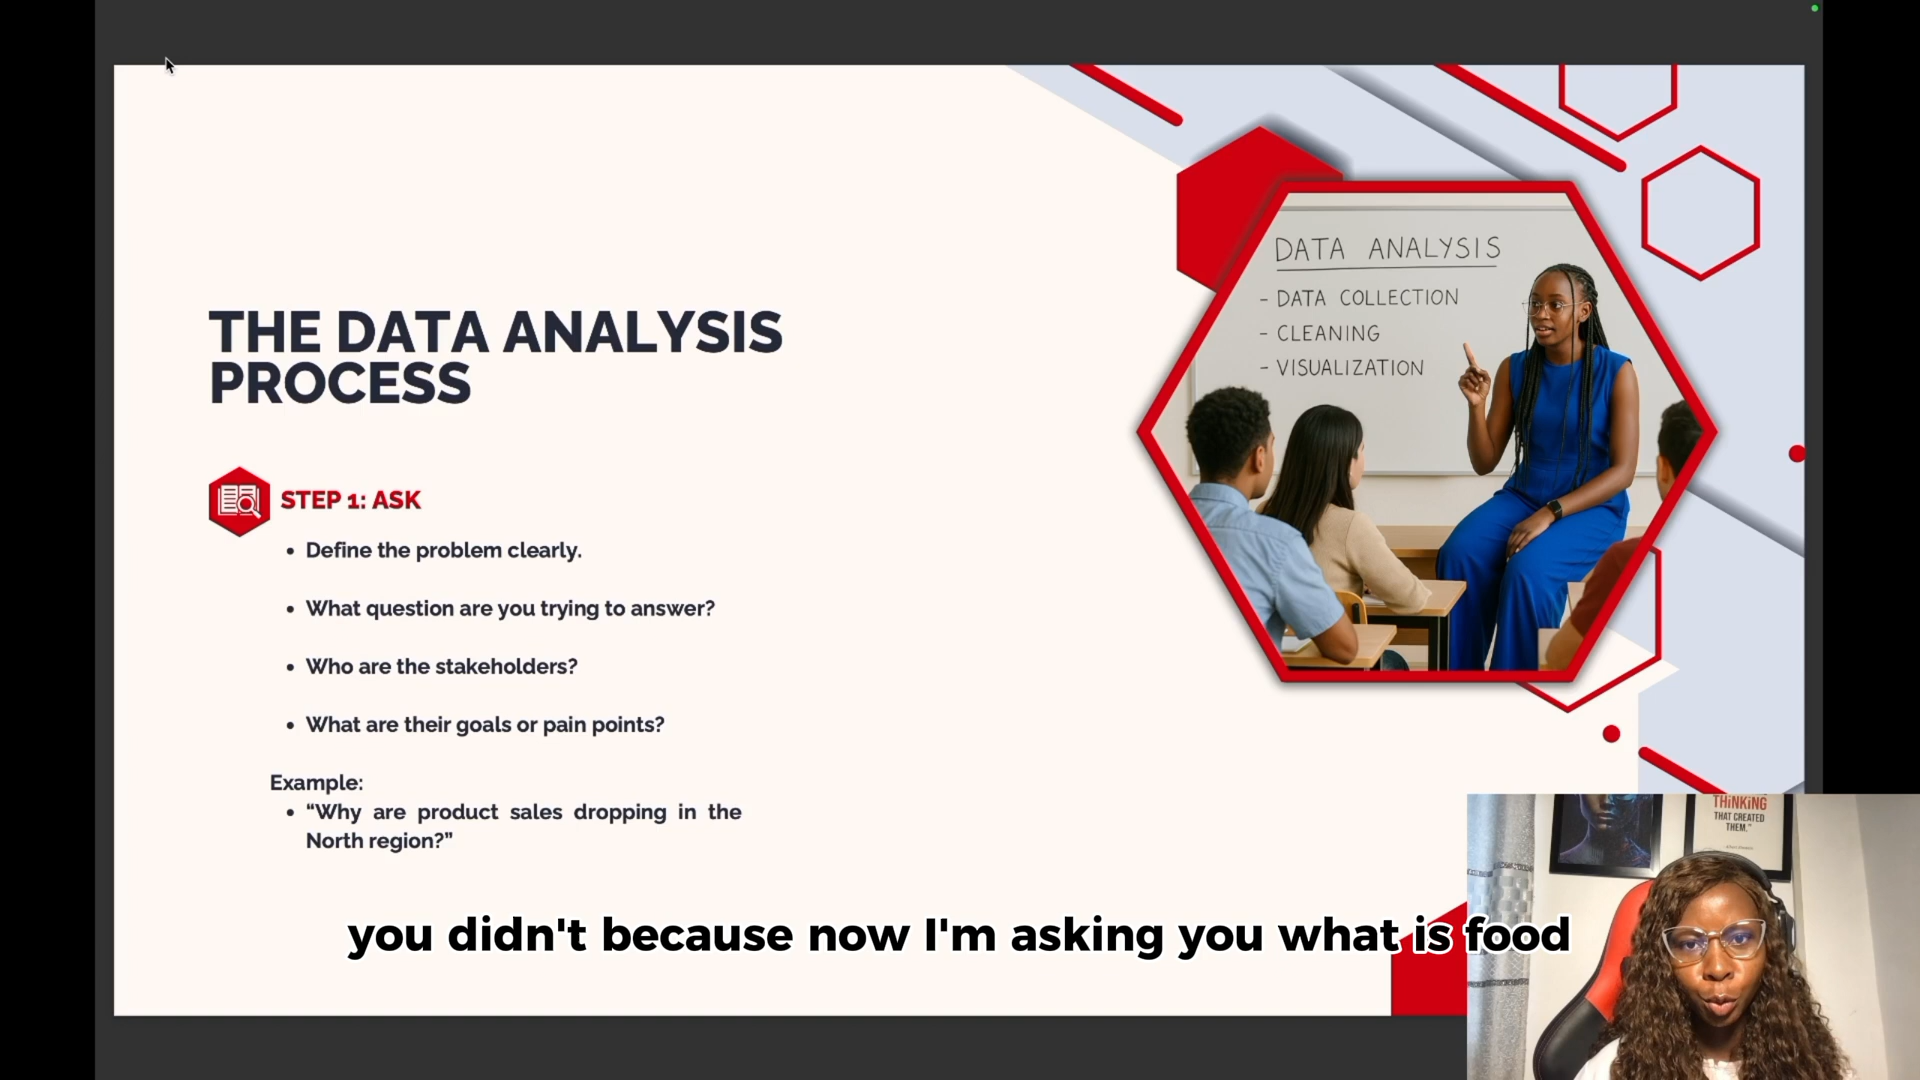 THE DATA ANALYSIS
PROCESS
STEP 1: ASK
• Define the problem clearly.
• What question are you trying to answer?
• Who are the stakeholders?
• What are their goals or pain points?
Example:
• “Why are product sales dropping in the
North region?”
DATA ANALYSIS
- DATA COLLECTION
- CLEANING
- VISUALIZATION
THINKING
THAT CREATED
THEM.”
you didn't because now I'm asking you what is food